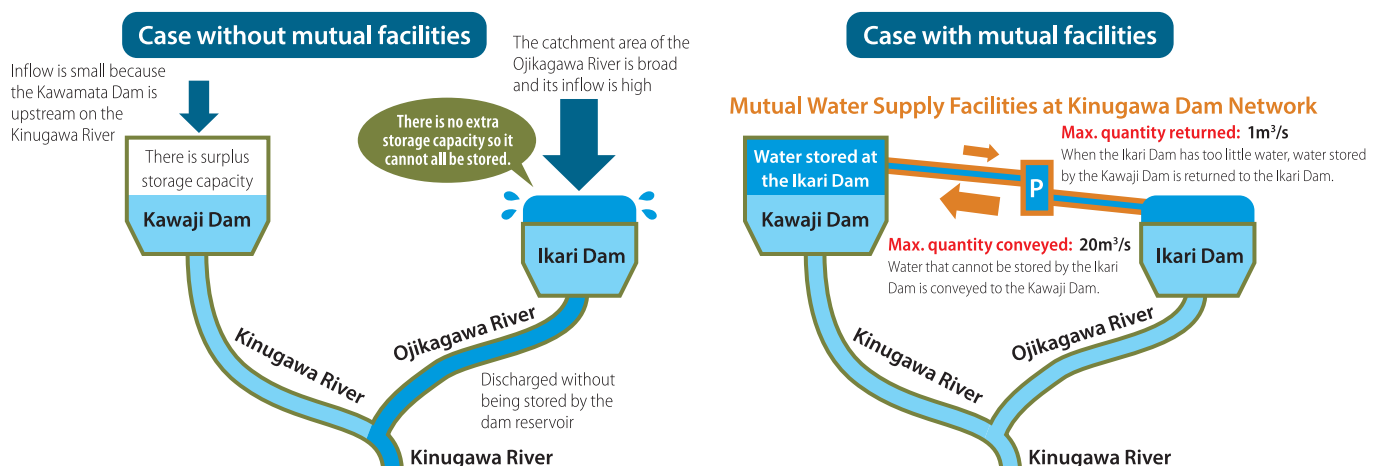 Case without mutual facilities
Inflow is small because
the Kawamata Dam is
upstream on the
Kinugawa River
The catchment area of the
Ojikagawa River is broad
and its inflow is high
There is no extra
storage capacity so it
cannot all be stored.
There is surplus
storage capacity
Kawaji Dam
Ikari Dam
Kinugawa River
Ojikagawa River
Discharged without
being stored by the
dam reservoir
Kinugawa River
Case with mutual facilities
Mutual Water Supply Facilities at Kinugawa Dam Network
Max. quantity returned: 1m³/s
When the Ikari Dam has too little water, water stored
by the Kawaji Dam is returned to the Ikari Dam.
Water stored at
the Ikari Dam
Kawaji Dam
P
Max. quantity conveyed: 20m³/s
Water that cannot be stored by the Ikari
Dam is conveyed to the Kawaji Dam.
Ikari Dam
Kinugawa River
Ojikagawa River
Kinugawa River